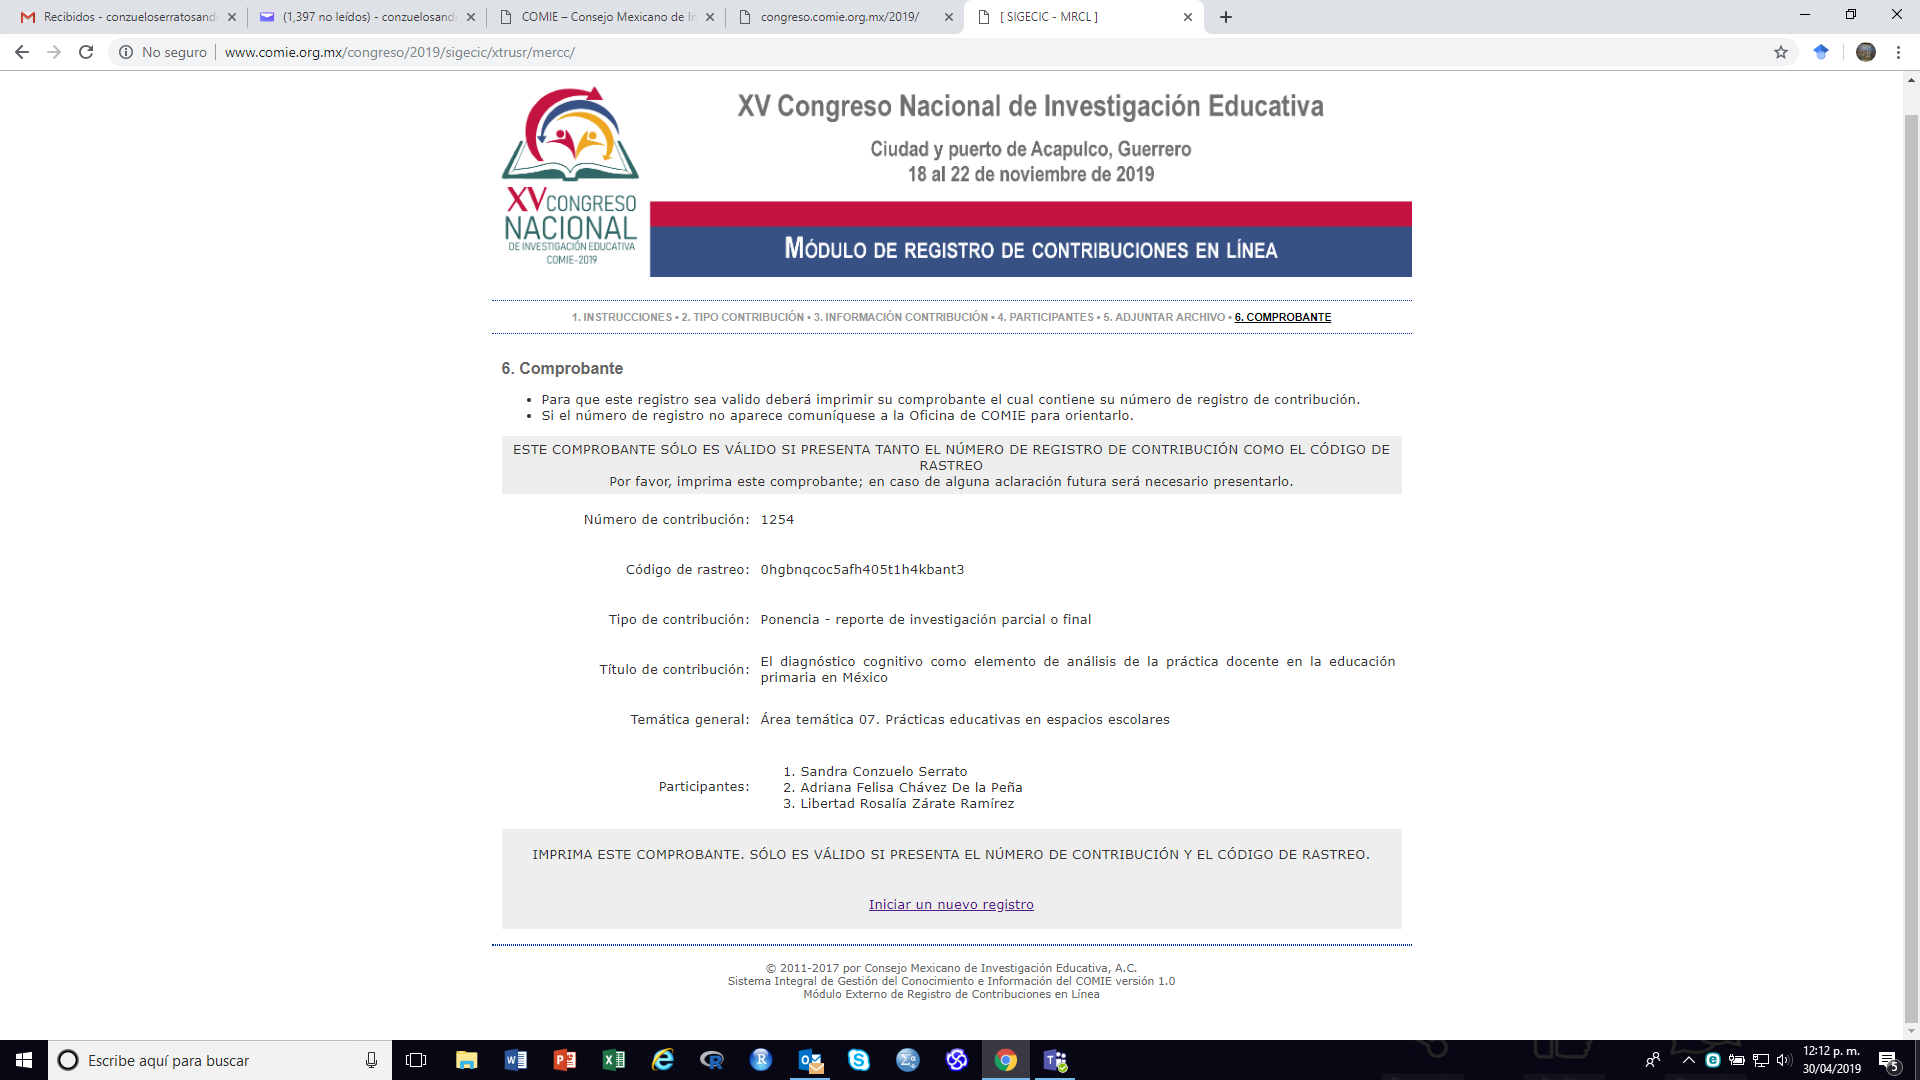 Recibidos - conzueloserratosand
(1,397 no leídos) - conzuelosand
COMIE – Consejo Mexicano de In
congreso.comie.org.mx/2019/
[ SIGECIC - MRCL ]
No seguro
www.comie.org.mx/congreso/2019/sigecic/xtrusr/mercc/
XV CONGRESO
NACIONAL
DE INVESTIGACIÓN EDUCATIVA
COMIE-2019
XV Congreso Nacional de Investigación Educativa
Ciudad y puerto de Acapulco, Guerrero
18 al 22 de noviembre de 2019
MÓDULO DE REGISTRO DE CONTRIBUCIONES EN LÍNEA
1. INSTRUCCIONES • 2. TIPO CONTRIBUCIÓN • 3. INFORMACIÓN CONTRIBUCIÓN • 4. PARTICIPANTES • 5. ADJUNTAR ARCHIVO • 6. COMPROBANTE
6. Comprobante
• Para que este registro sea valido deberá imprimir su comprobante el cual contiene su número de registro de contribución.
• Si el número de registro no aparece comuníquese a la Oficina de COMIE para orientarlo.
ESTE COMPROBANTE SÓLO ES VÁLIDO SI PRESENTA TANTO EL NÚMERO DE REGISTRO DE CONTRIBUCIÓN COMO EL CÓDIGO DE
RASTREO
Por favor, imprima este comprobante; en caso de alguna aclaración futura será necesario presentarlo.
Número de contribución: 1254
Código de rastreo: 0hgbnqcoc5afh405t1h4kbant3
Tipo de contribución: Ponencia - reporte de investigación parcial o final
Título de contribución: El diagnóstico cognitivo como elemento de análisis de la práctica docente en la educación
primaria en México
Temática general: Área temática 07. Prácticas educativas en espacios escolares
Participantes:
1. Sandra Conzuelo Serrato
2. Adriana Felisa Chávez De la Peña
3. Libertad Rosalía Zárate Ramírez
IMPRIMA ESTE COMPROBANTE. SÓLO ES VÁLIDO SI PRESENTA EL NÚMERO DE CONTRIBUCIÓN Y EL CÓDIGO DE RASTREO.
Iniciar un nuevo registro
© 2011-2017 por Consejo Mexicano de Investigación Educativa, A.C.
Sistema Integral de Gestión del Conocimiento e Información del COMIE versión 1.0
Módulo Externo de Registro de Contribuciones en Línea
Escribe aquí para buscar
12:12 p. m.
30/04/2019
5